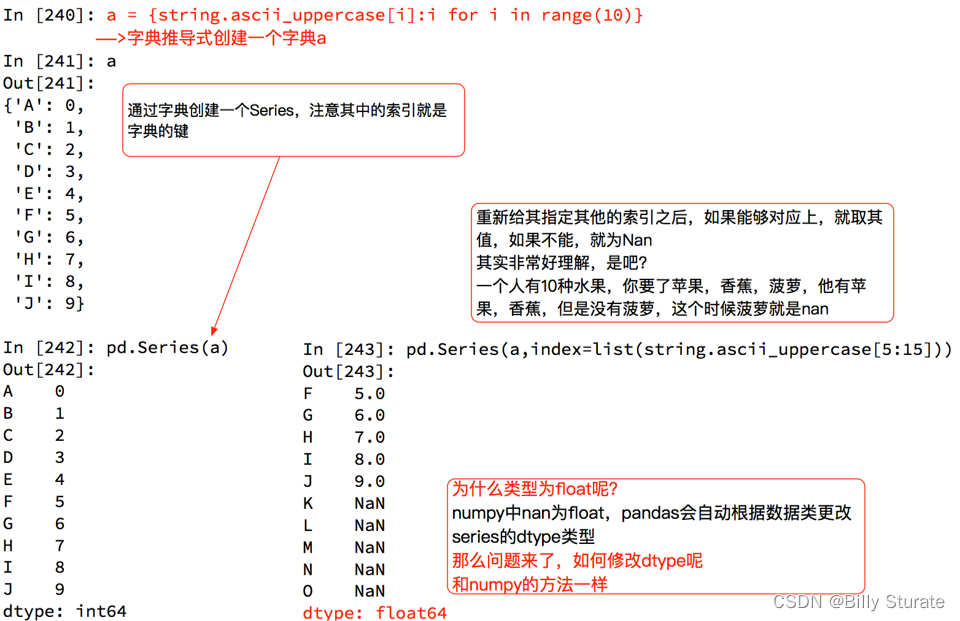 In [240]: a = {string.ascii_uppercase[i]:i for i in range(10)}
——>字典推导式创建一个字典a
In [241]: a
Out[241]:
{'A': 0,
'B': 1,
'C': 2,
'D': 3,
'E': 4,
'F': 5,
'G': 6,
'H': 7,
'I': 8,
'J': 9}
通过字典创建一个Series，注意其中的索引就是
字典的键
重新给其指定其他的索引之后，如果能够对应上，就取其
值，如果不能，就为Nan
其实非常好理解，是吧？
一个人有10种水果，你要了苹果，香蕉，菠萝，他有苹
果，香蕉，但是没有菠萝，这个时候菠萝就是nan
In [242]: pd.Series(a)
Out[242]:
A 0
B 1
C 2
D 3
E 4
F 5
G 6
H 7
I 8
J 9
dtype: int64
In [243]: pd.Series(a,index=list(string.ascii_uppercase[5:15]))
Out[243]:
F 5.0
G 6.0
H 7.0
I 8.0
J 9.0
K NaN
L NaN
M NaN
N NaN
O NaN
dtype: float64
为什么类型为float呢？
numpy中nan为float，pandas会自动根据数据类更改
series的dtype类型
那么问题来了，如何修改dtype呢
和numpy的方法一样
CSDN @Billy Sturate